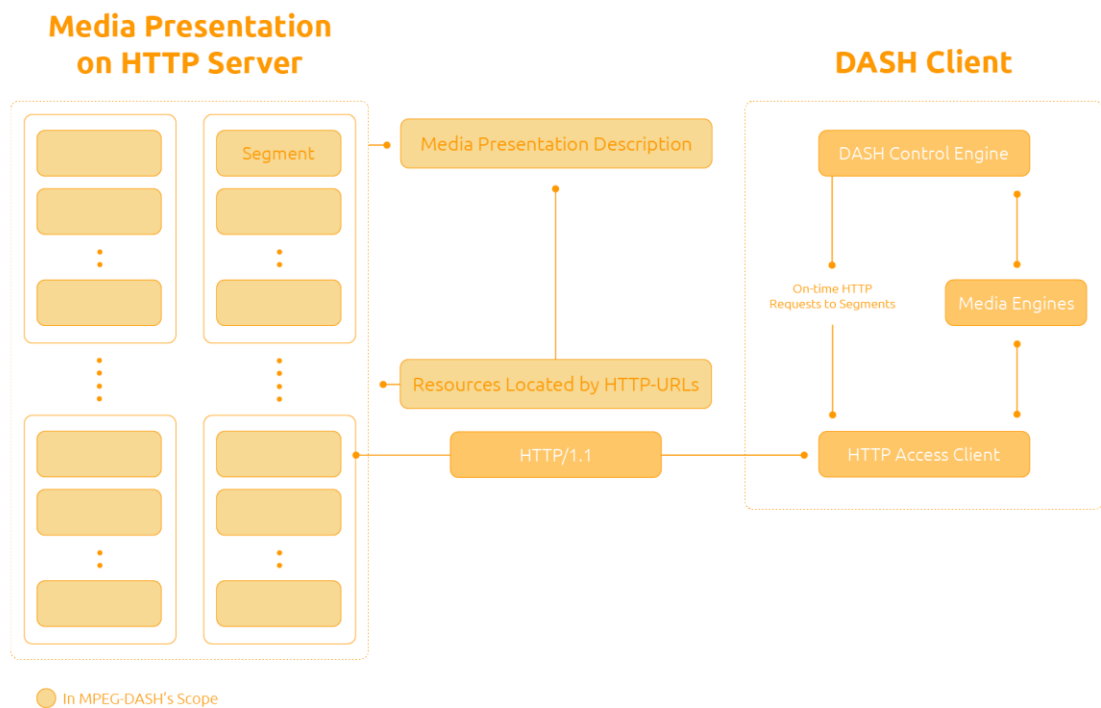 Media Presentation
on HTTP Server
DASH Client
Segment
Media Presentation Description
DASH Control Engine
On-time HTTP
Requests to Segments
Media Engines
Resources Located by HTTP-URLs
HTTP/1.1
HTTP Access Client
In MPEG-DASH's Scope